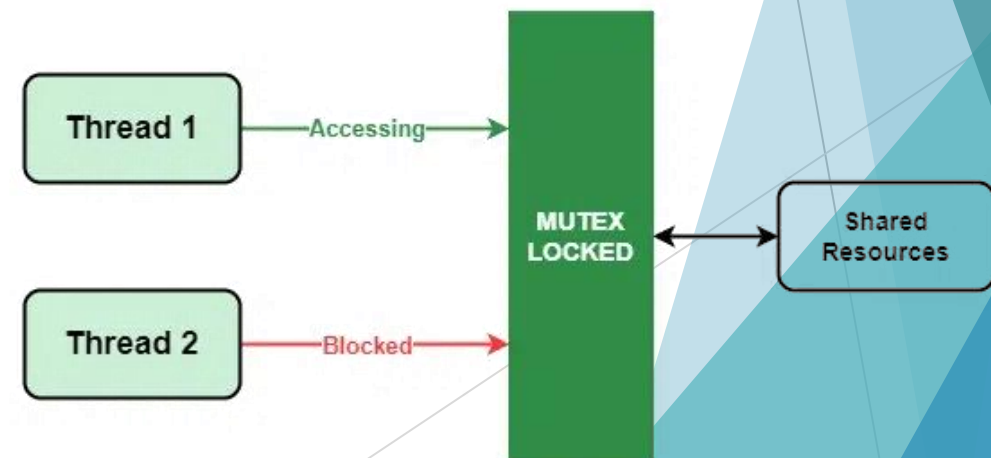 Thread 1
Accessing
MUTEX
LOCKED
Shared
Resources
Thread 2
Blocked